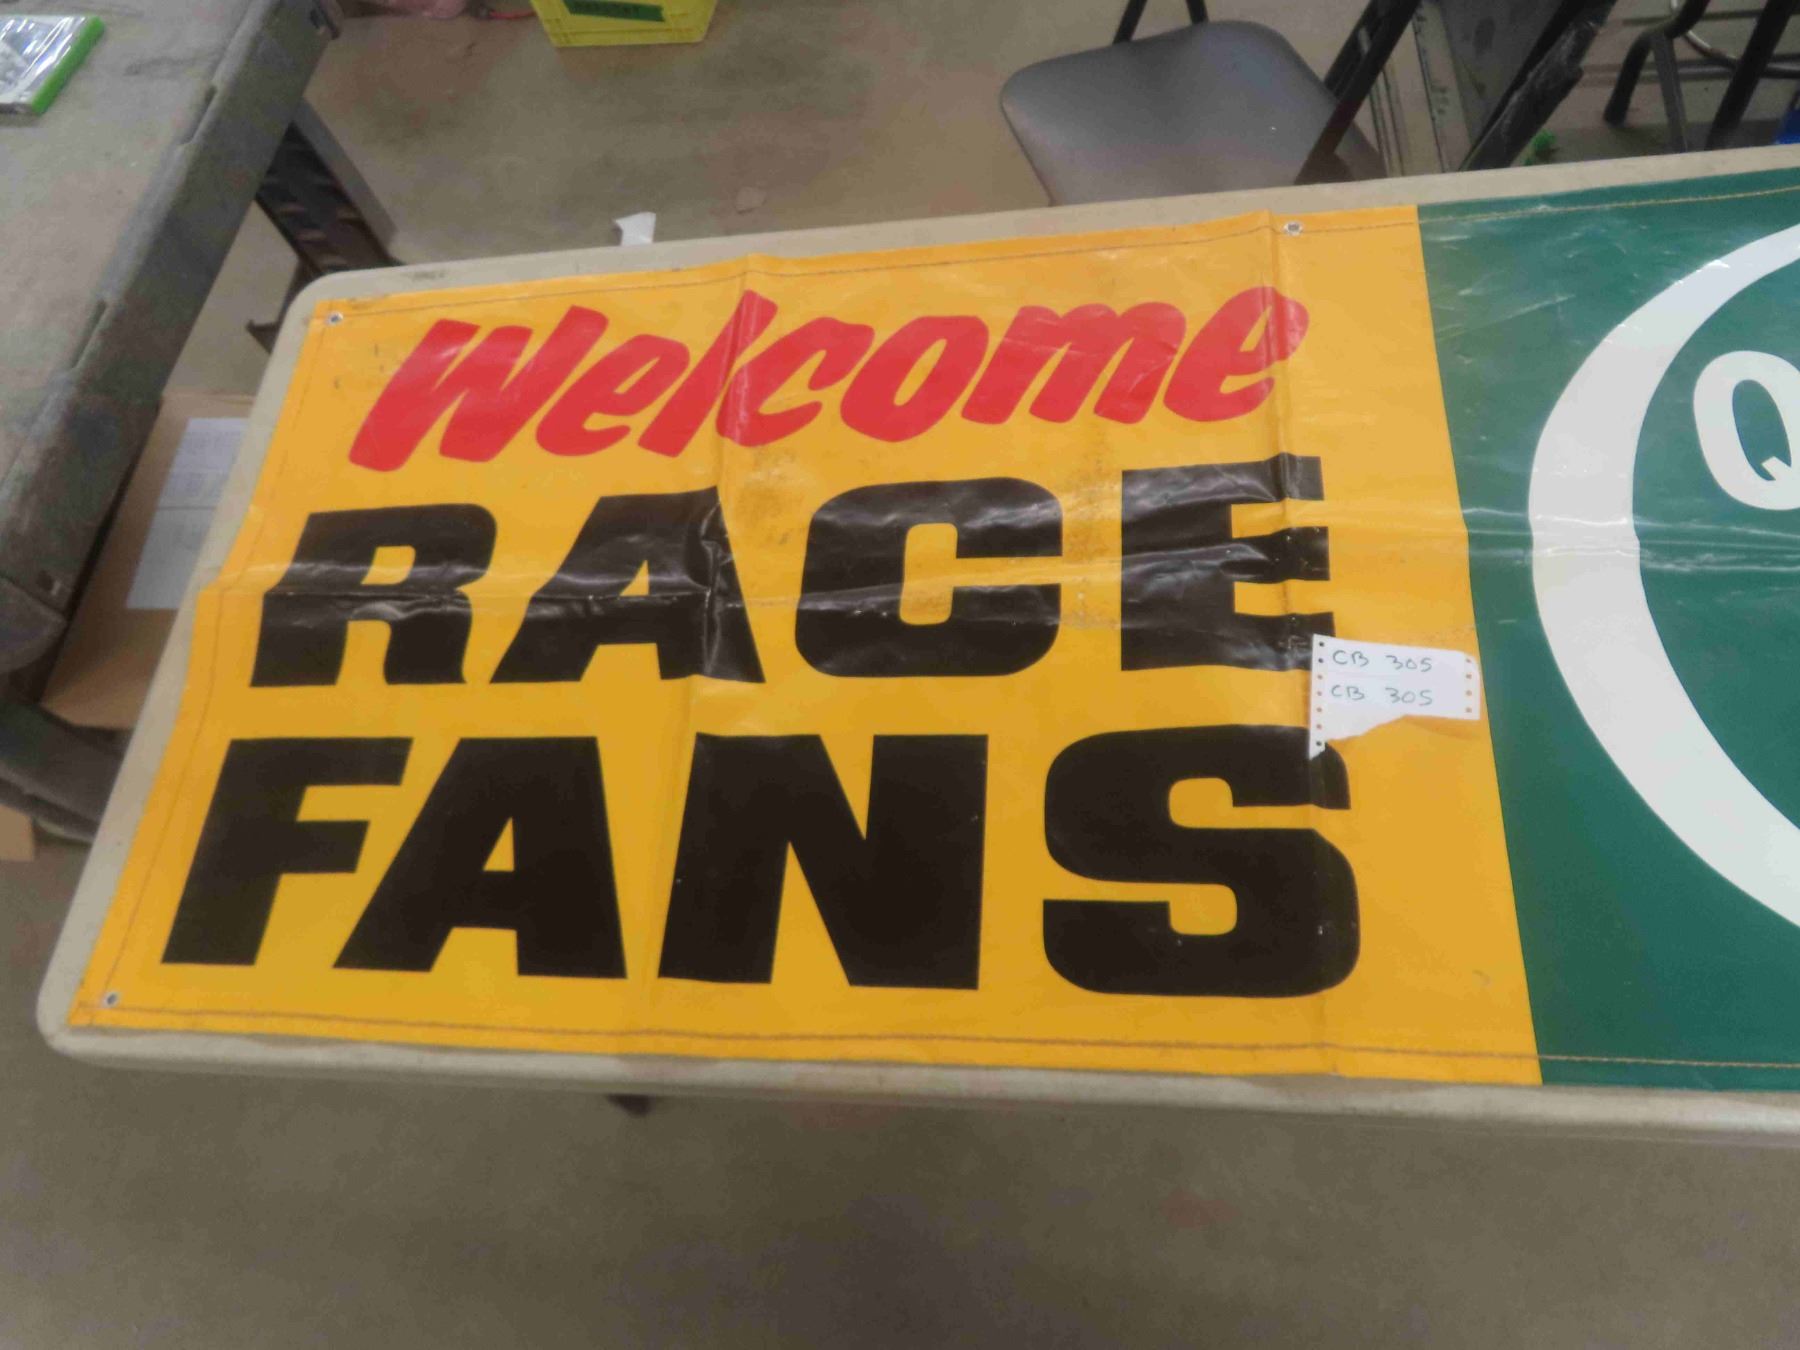 Welcome
RACE
FANS
CB 305
CB 305
Q